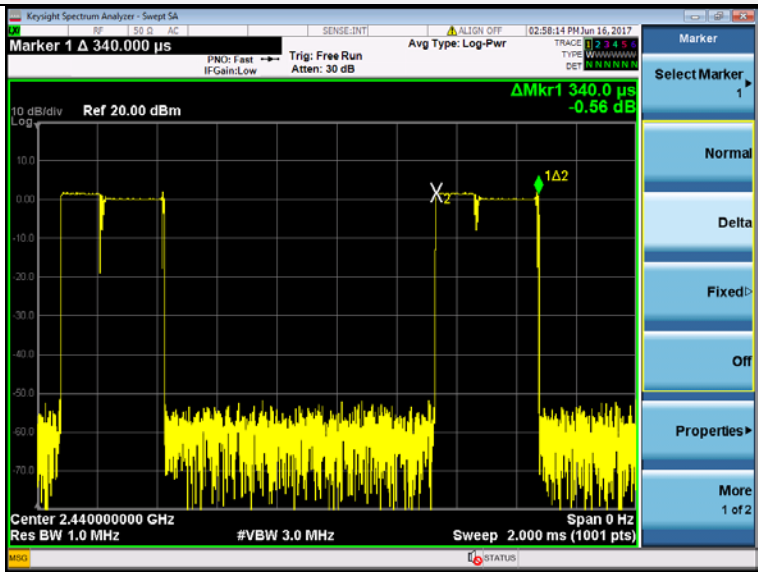 Keysight Spectrum Analyzer - Swept SA
LXI RF 50 Ω AC SENSE:INT ALIGN OFF 02:58:14 PM Jun 16, 2017
Marker 1 Δ 340.000 μs
PNO: Fast
IFGain:Low
Trig: Free Run
Atten: 30 dB
Avg Type: Log-Pwr
TRACE 1 2 3 4 5 6
TYPE WWWWWW
DET N N N N N N
ΔMkr1 340.0 μs
-0.56 dB
10 dB/div
Log
Ref 20.00 dBm
10.0
0.00
-10.0
-20.0
-30.0
-40.0
-50.0
-60.0
-70.0
X2
1Δ2
Center 2.440000000 GHz
Span 0 Hz
Res BW 1.0 MHz
#VBW 3.0 MHz
Sweep 2.000 ms (1001 pts)
MSG
STATUS
Marker
Select Marker
1
Normal
Delta
Fixed
Off
Properties
More
1 of 2